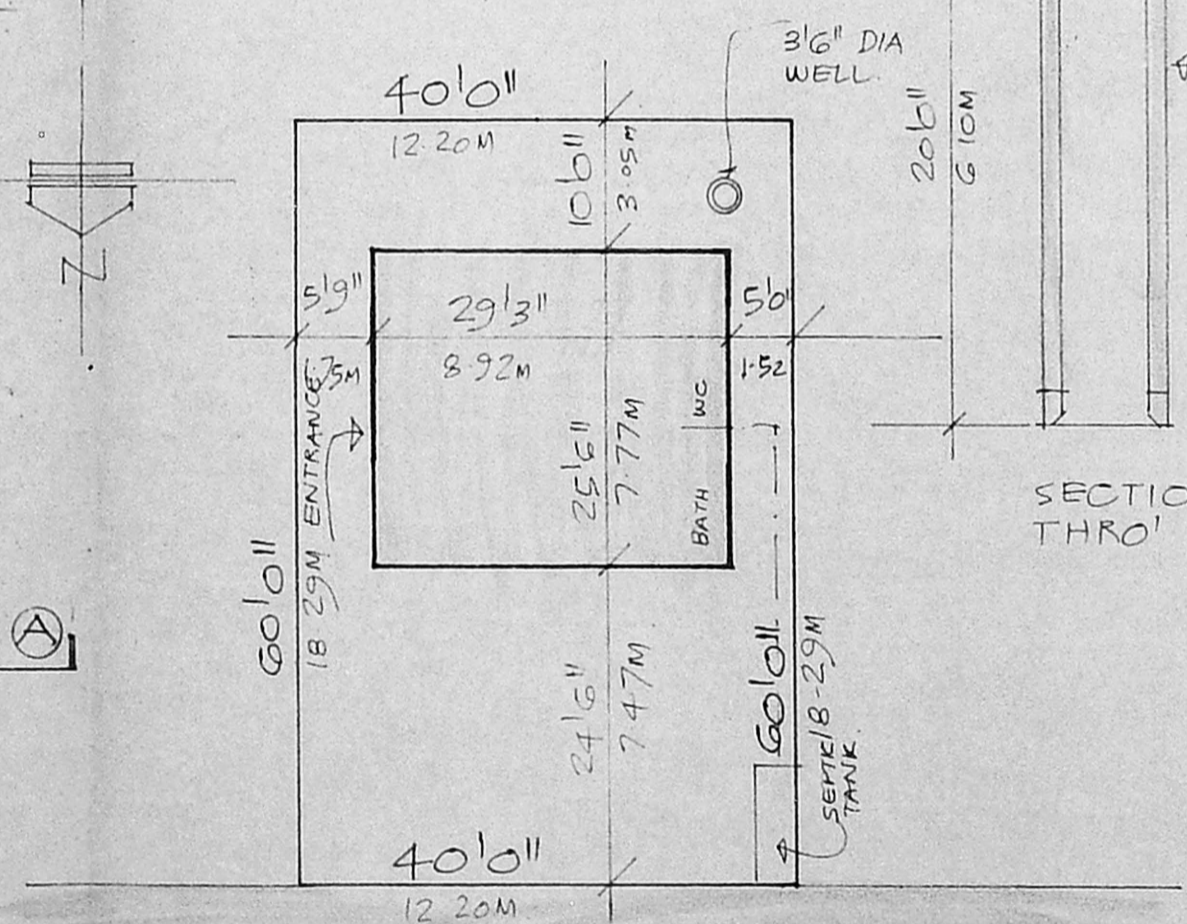 3'6" DIA
WELL.
40'0"
12.20M
10'0"
3.05M
20'0"
6 10M
Z
5'9"
29'3"
5'0"
.75M
8.92M
1.52
WC
BATH
25'6"
7.77M
ENTRANCE
60'0"
18 29M
A
SECTIO
THRO'
24'6"
7.47M
60'0"
18-29M
SEPTIC
TANK.
40'0"
12 20M